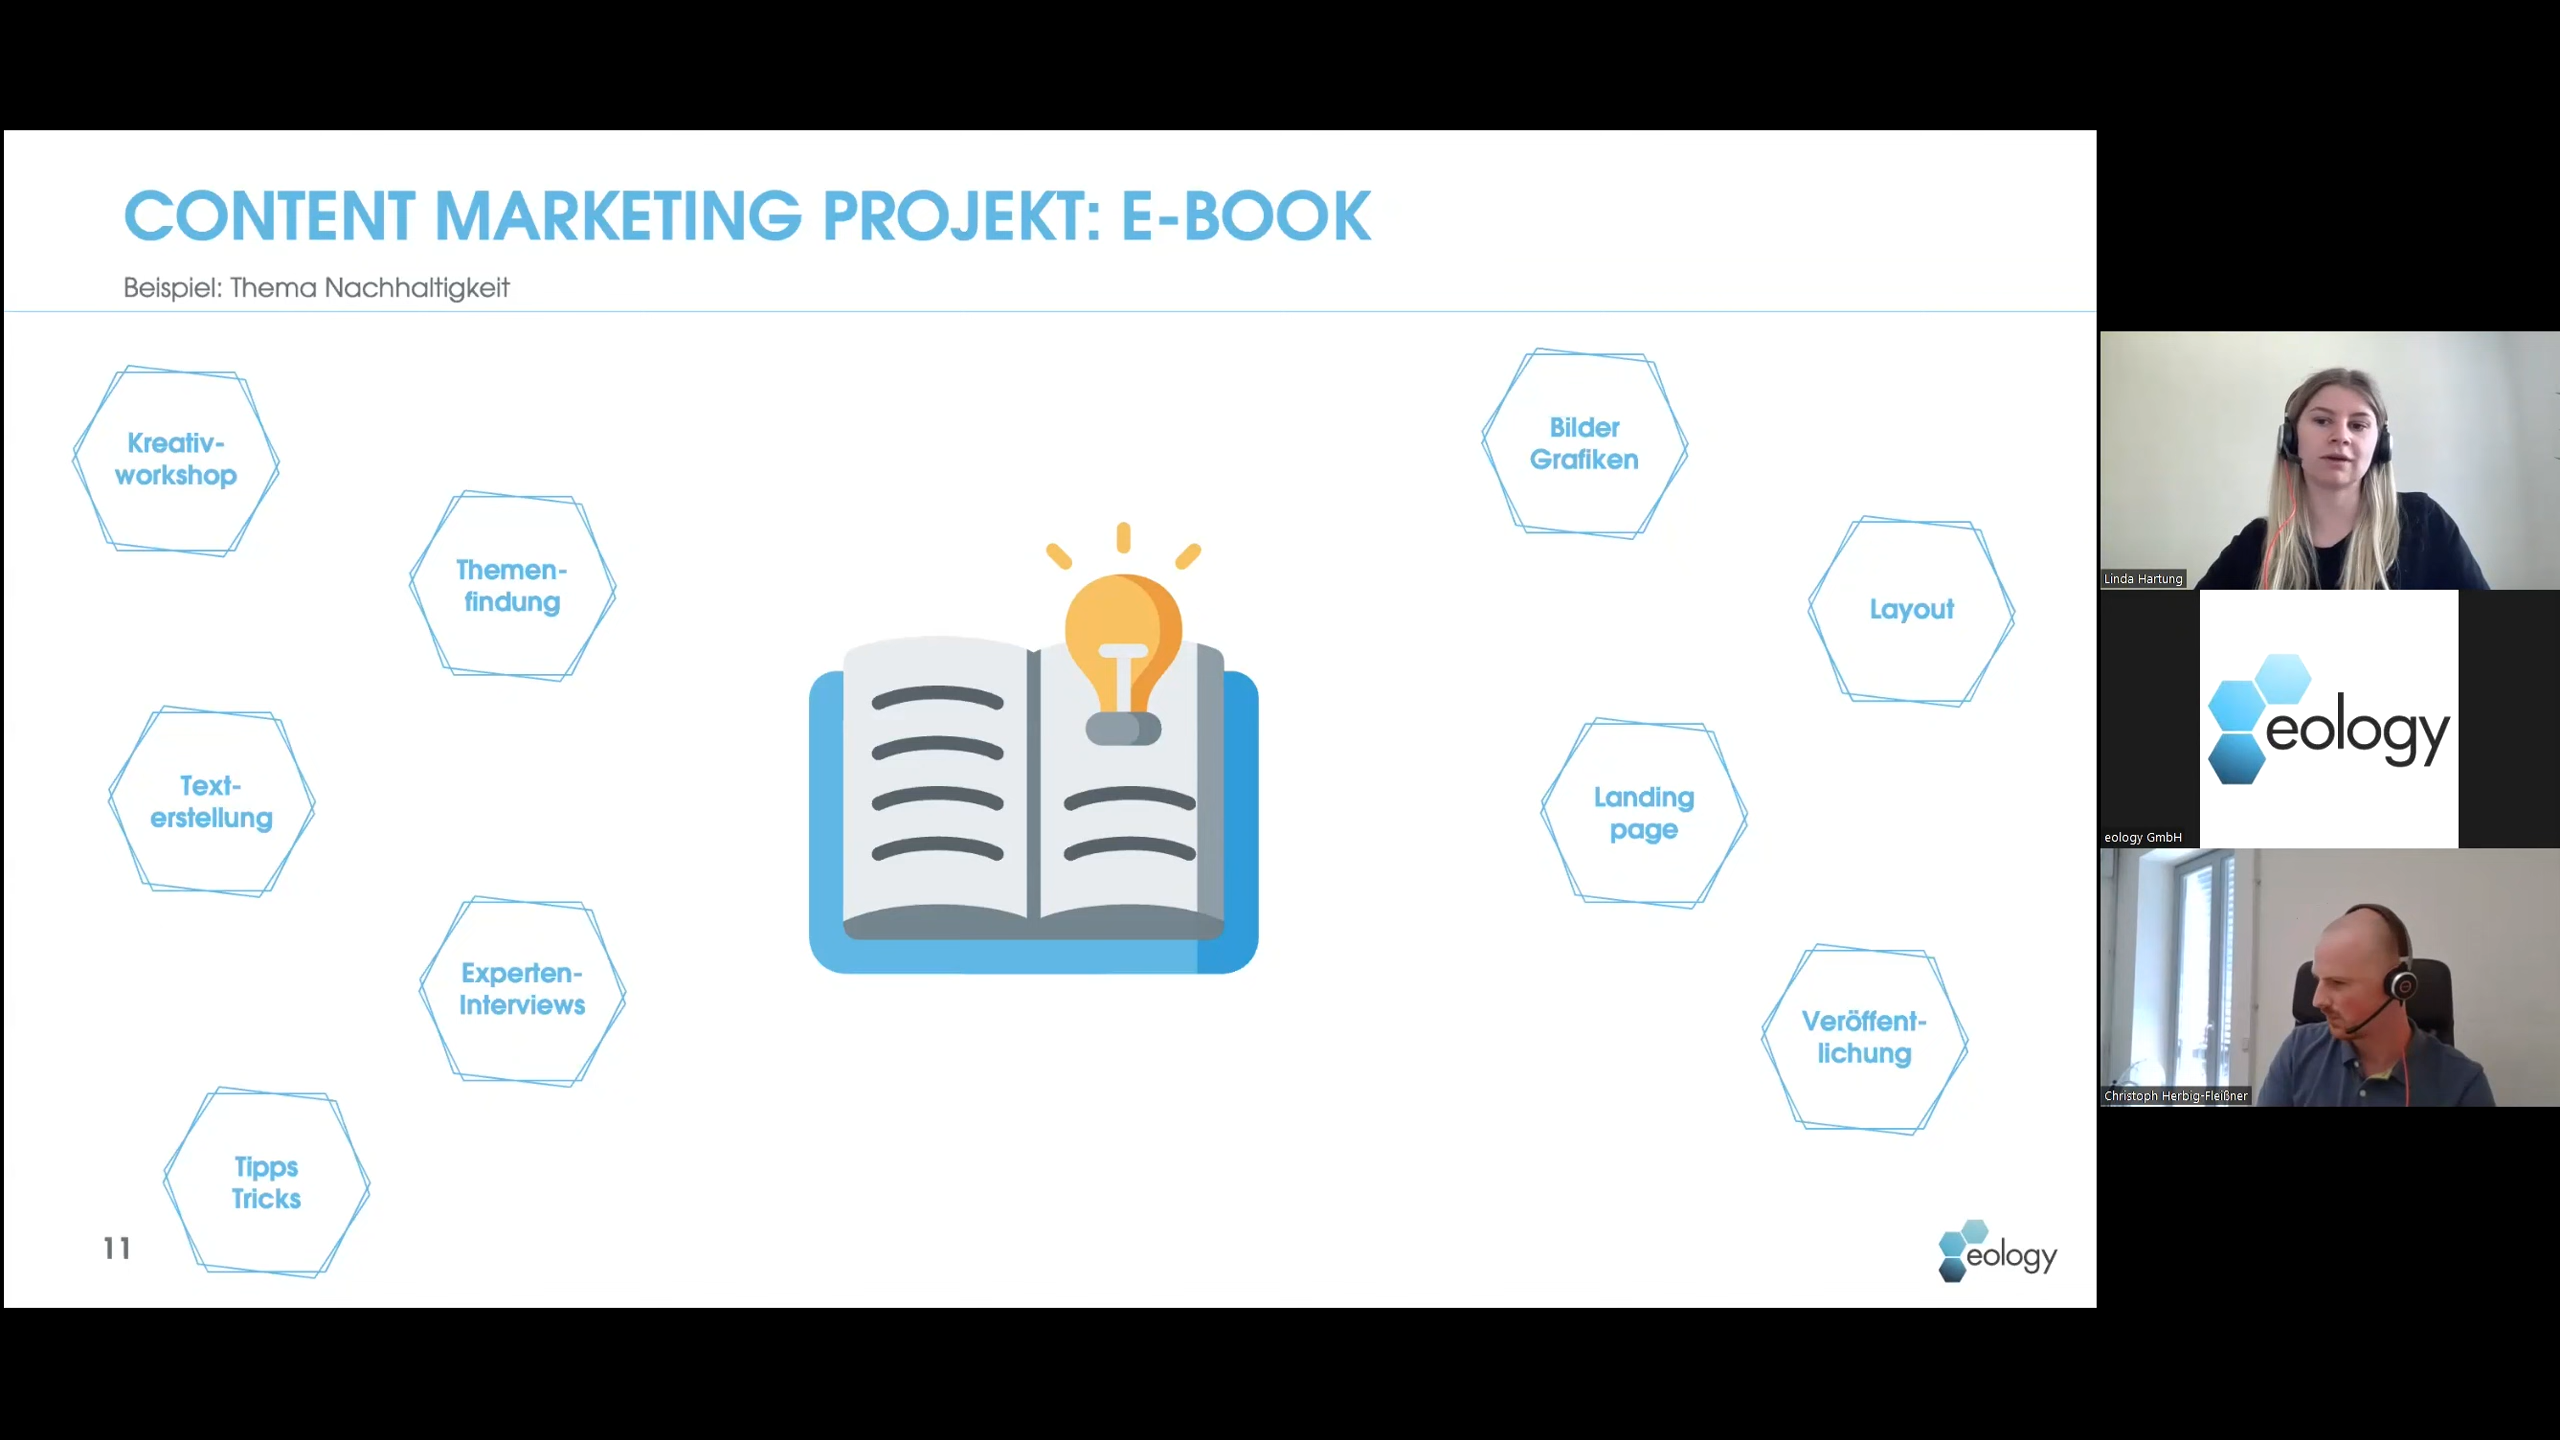 CONTENT MARKETING PROJEKT: E-BOOK
Beispiel: Thema Nachhaltigkeit
Kreativ-
workshop
Themen-
findung
Text-
erstellung
Experten-
Interviews
Tipps
Tricks
Bilder
Grafiken
Layout
Landing
page
Veröffent-
lichung
11
eology
Linda Hartung
eology
eology GmbH
Christoph Herbig-Fleißner